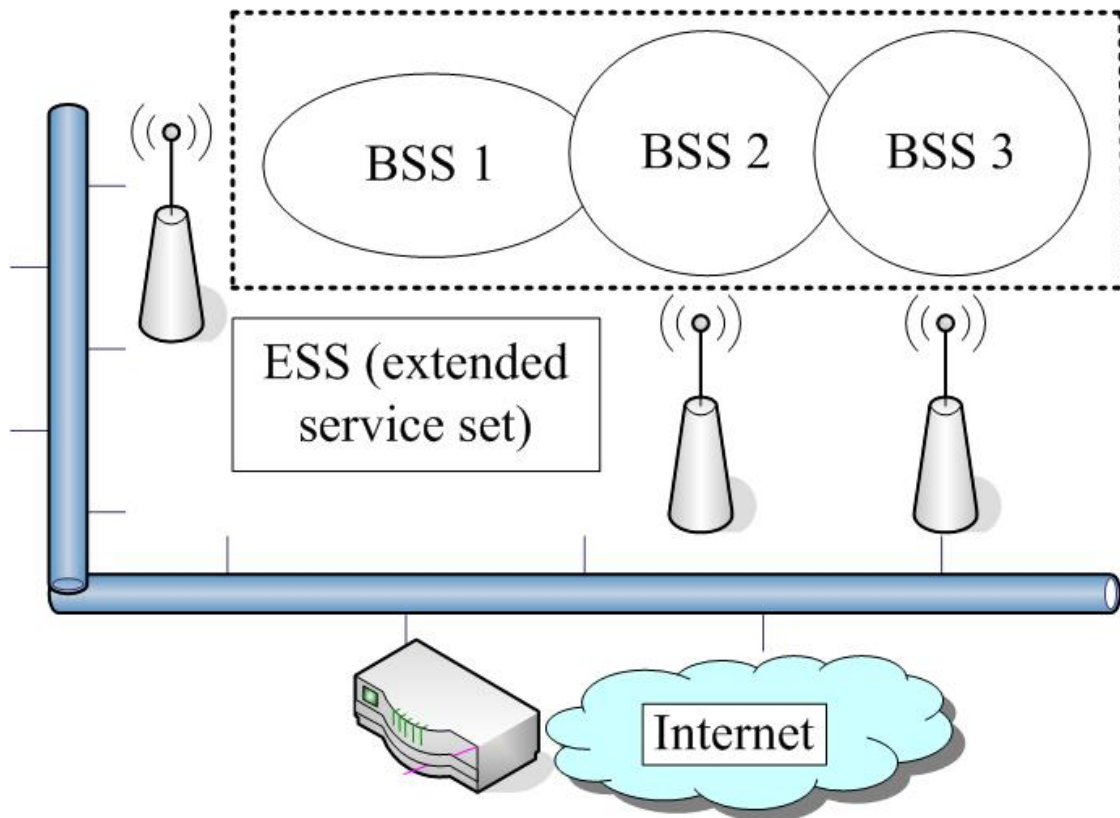 BSS 1
BSS 2
BSS 3
ESS (extended
service set)
Internet